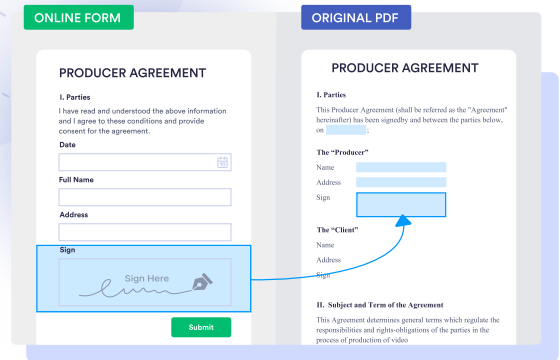 ONLINE FORM
PRODUCER AGREEMENT
I. Parties
I have read and understood the above information
and I agree to these conditions and provide
consent for the agreement.
Date
Full Name
Address
Sign
Sign Here
Submit
ORIGINAL PDF
PRODUCER AGREEMENT
I. Parties
This Producer Agreement (shall be referred as the "Agreement"
hereinafter) has been signedby and between the parties below,
on ;
The “Producer”
Name
Address
Sign
The “Client”
Name
Address
Sign
II. Subject and Term of the Agreement
This Agreement determines general terms which regulate the
responsibilities and rights-obligations of the parties in the
process of production of video